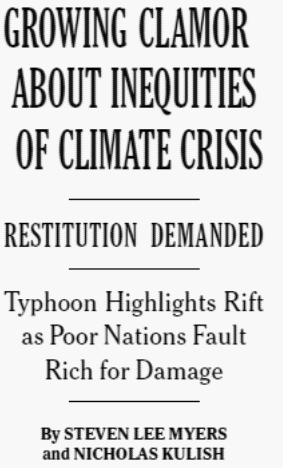 GROWING CLAMOR
ABOUT INEQUITIES
OF CLIMATE CRISIS
RESTITUTION DEMANDED
Typhoon Highlights Rift
as Poor Nations Fault
Rich for Damage
By STEVEN LEE MYERS
and NICHOLAS KULISH